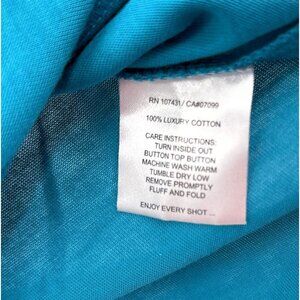 RN 107431/ CA#07099
100% LUXURY COTTON
CARE INSTRUCTIONS:
TURN INSIDE OUT
BUTTON TOP BUTTON
MACHINE WASH WARM
TUMBLE DRY LOW
REMOVE PROMPTLY
FLUFF AND FOLD
ENJOY EVERY SHOT ...